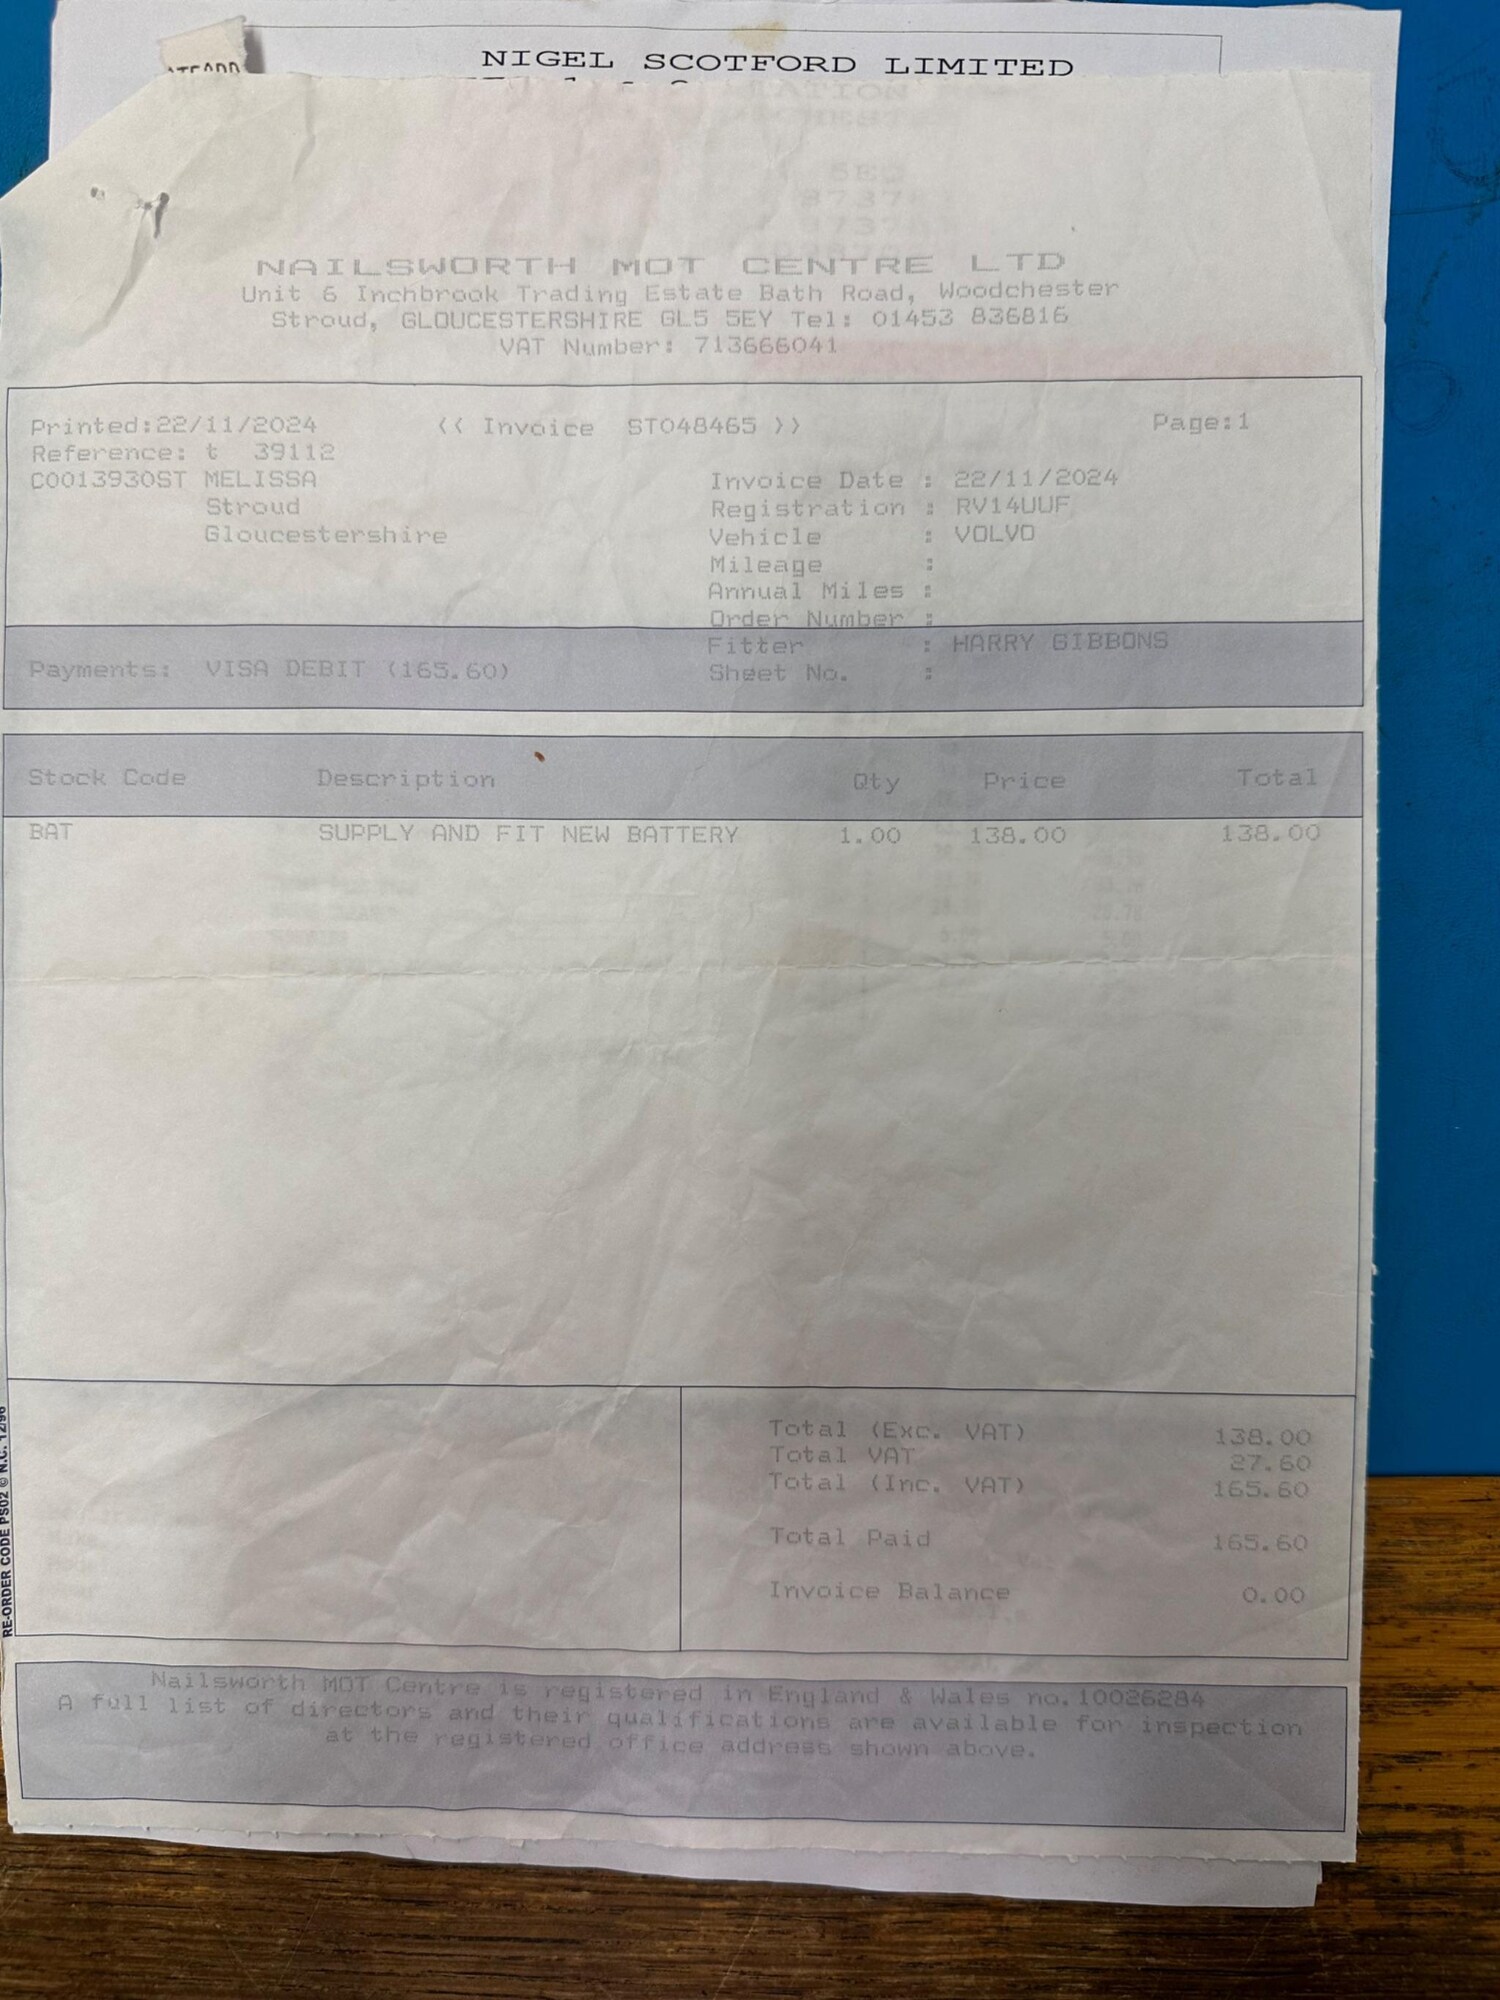 NIGEL SCOTFORD LIMITED
NAILSWORTH MOT CENTRE LTD
Unit 6 Inchbrook Trading Estate Bath Road, Woodchester
Stroud, GLOUCESTERSHIRE GL5 5EY Tel: 01453 836816
VAT Number: 713666041
Printed:22/11/2024 << Invoice ST048465 >> Page:1
Reference: t 39112
C0013930ST MELISSA
Stroud
Gloucestershire
Invoice Date : 22/11/2024
Registration : RV14UUF
Vehicle : VOLVO
Mileage :
Annual Miles :
Order Number :
Fitter : HARRY GIBBONS
Sheet No. :
Payments: VISA DEBIT (165.60)
Stock Code Description Qty Price Total
BAT SUPPLY AND FIT NEW BATTERY 1.00 138.00 138.00
Total (Exc. VAT) 138.00
Total VAT 27.60
Total (Inc. VAT) 165.60
Total Paid 165.60
Invoice Balance 0.00
RE-ORDER CODE PS02 © N.C. 12/96
Nailsworth MOT Centre is registered in England & Wales no.10026284
A full list of directors and their qualifications are available for inspection
at the registered office address shown above.